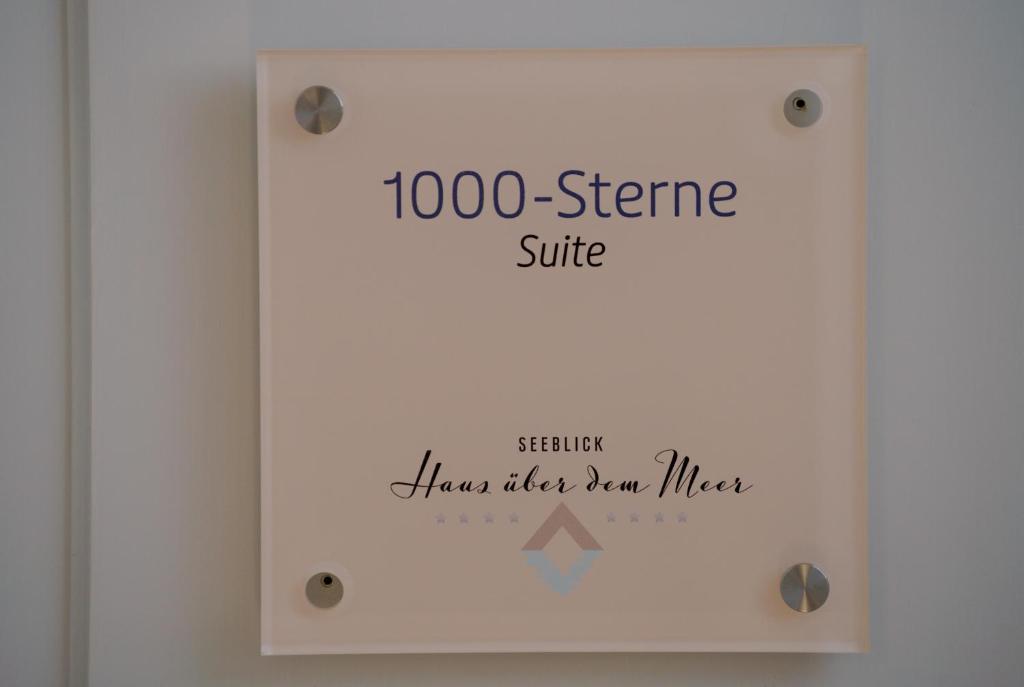 1000-Sterne
Suite
SEEBLICK
Haus über dem Meer